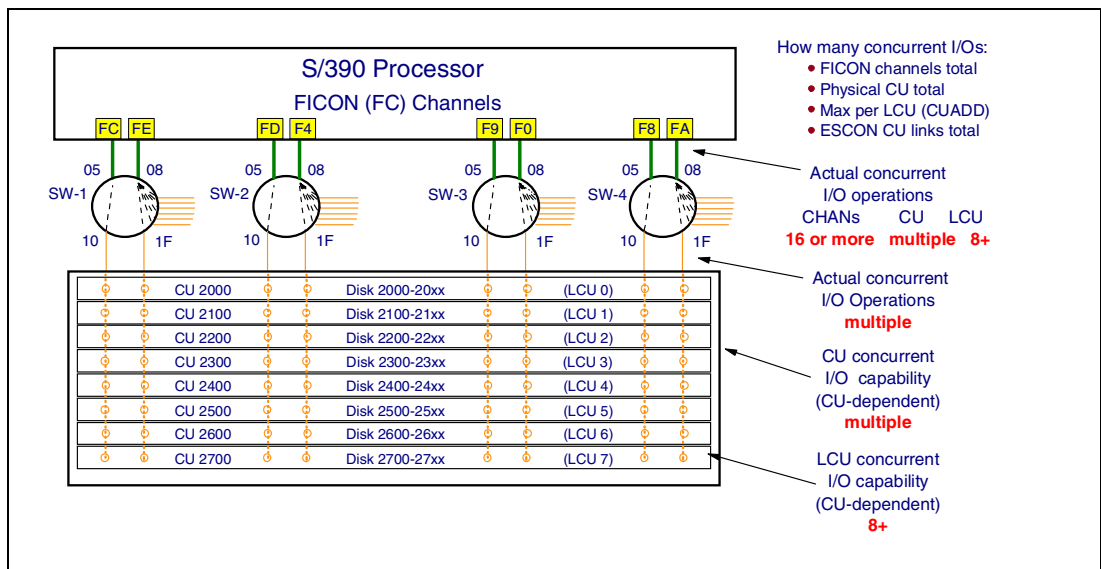 S/390 Processor
FICON (FC) Channels
FC FE FD F4 F9 F0 F8 FA
05 08 05 08 05 08 05 08
SW-1 SW-2 SW-3 SW-4
10 1F 10 1F 10 1F 10 1F
CU 2000 Disk 2000-20xx (LCU 0)
CU 2100 Disk 2100-21xx (LCU 1)
CU 2200 Disk 2200-22xx (LCU 2)
CU 2300 Disk 2300-23xx (LCU 3)
CU 2400 Disk 2400-24xx (LCU 4)
CU 2500 Disk 2500-25xx (LCU 5)
CU 2600 Disk 2600-26xx (LCU 6)
CU 2700 Disk 2700-27xx (LCU 7)
How many concurrent I/Os:
• FICON channels total
• Physical CU total
• Max per LCU (CUADD)
• ESCON CU links total
Actual concurrent
I/O operations
CHANs CU LCU
16 or more multiple 8+
Actual concurrent
I/O Operations
multiple
CU concurrent
I/O capability
(CU-dependent)
multiple
LCU concurrent
I/O capability
(CU-dependent)
8+